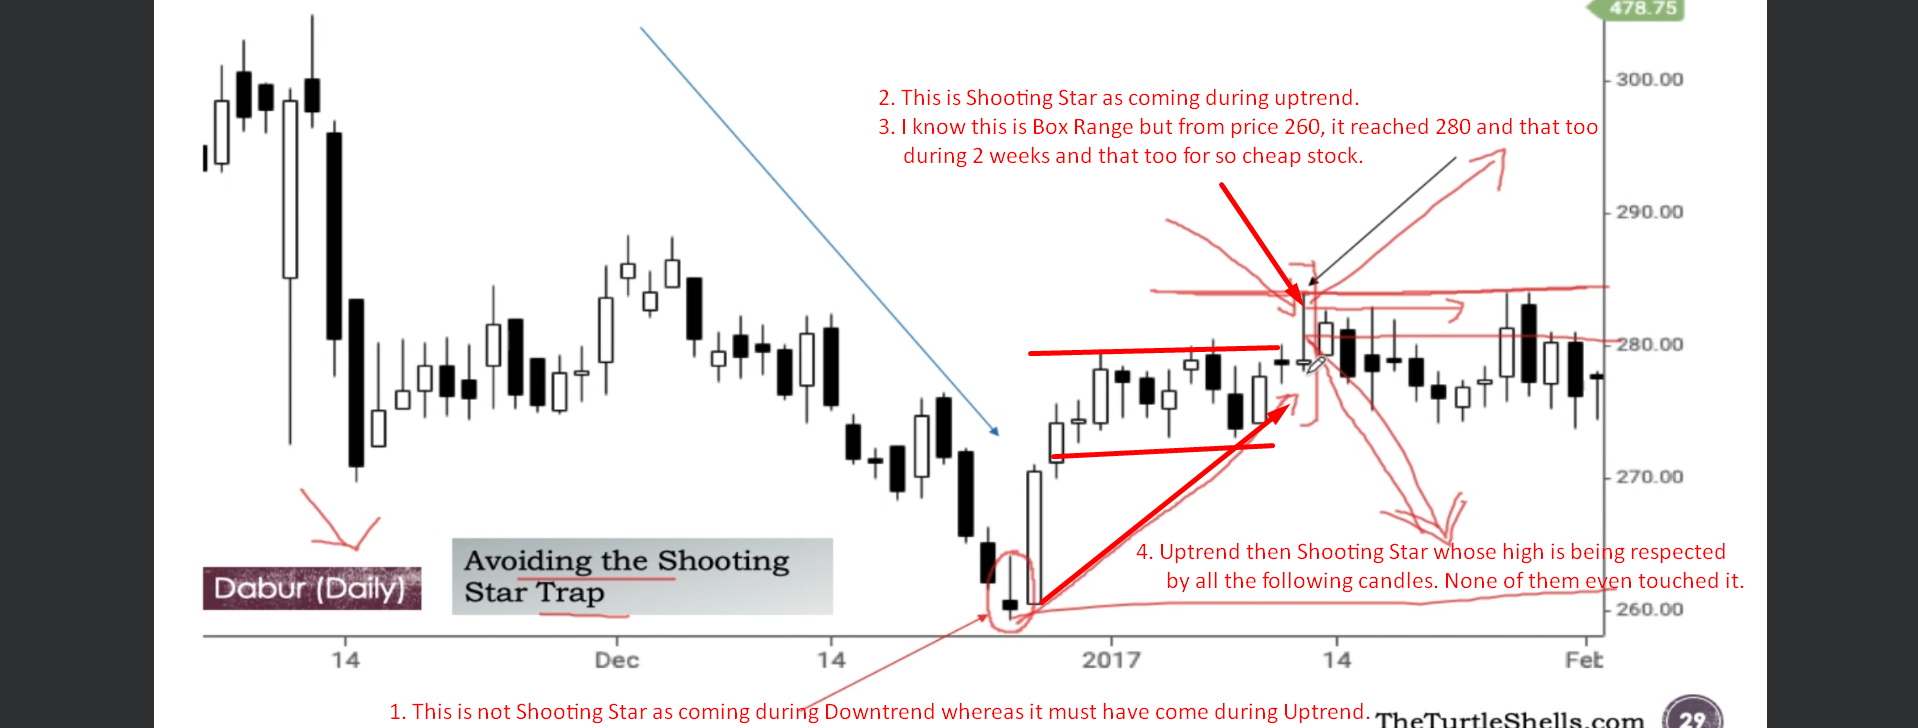 478.75
300.00
2. This is Shooting Star as coming during uptrend.
3. I know this is Box Range but from price 260, it reached 280 and that too
during 2 weeks and that too for so cheap stock.
290.00
280.00
270.00
4. Uptrend then Shooting Star whose high is being respected
by all the following candles. None of them even touched it.
Avoiding the Shooting
Star Trap
Dabur (Daily)
260.00
14 Dec 14 2017 14 Feb
1. This is not Shooting Star as coming during Downtrend whereas it must have come during Uptrend.
TheTurtleShells.com 29